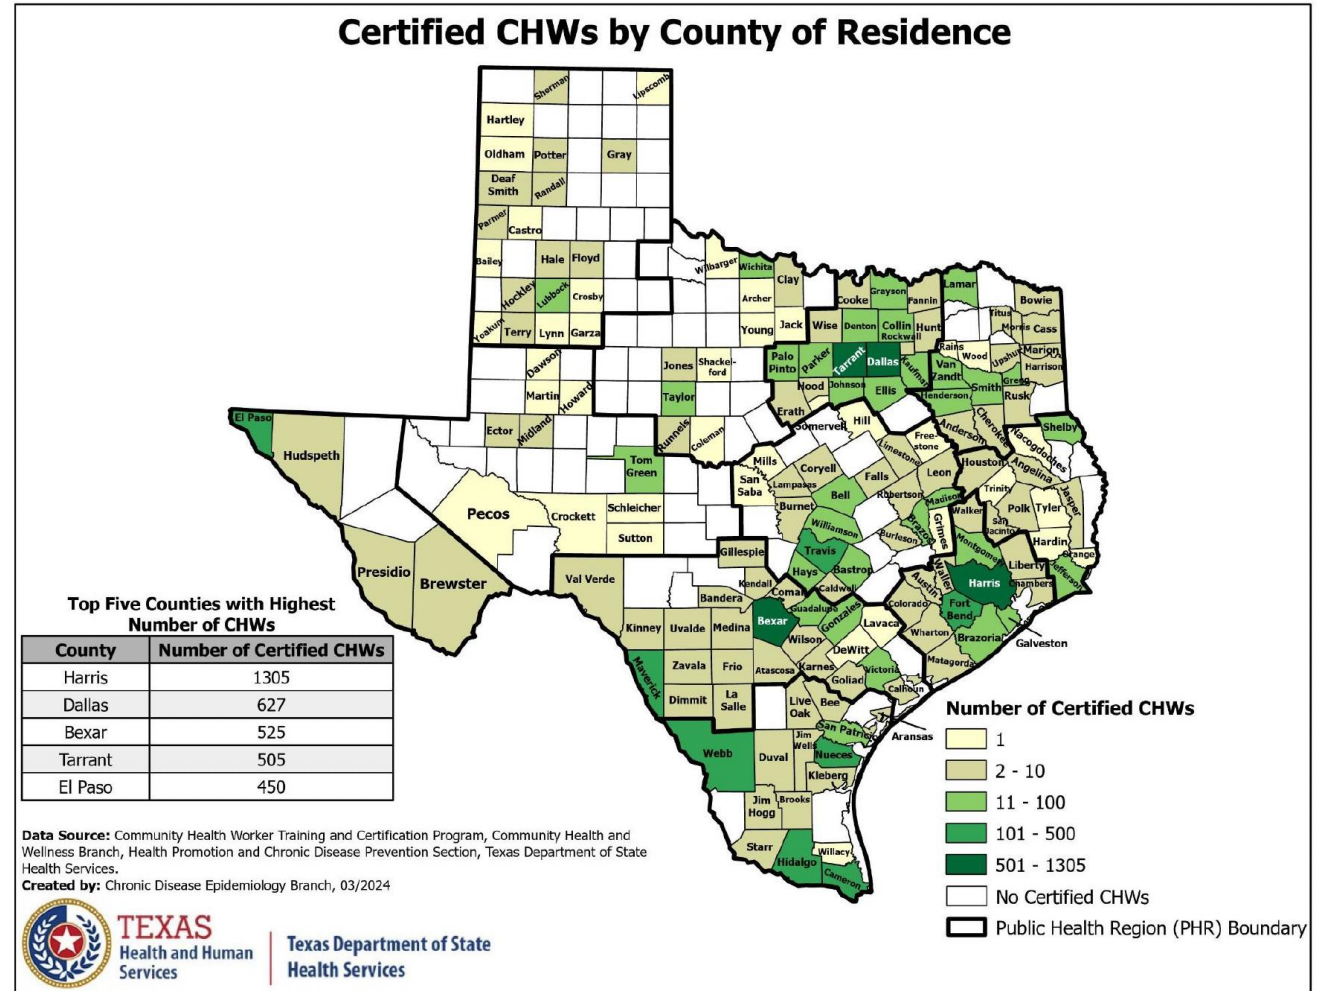 Certified CHWs by County of Residence
Sherman
Lipscomb
Hartley
Oldham
Potter
Gray
Deaf
Smith
Randall
Parmer
Castro
Bailey
Hale
Floyd
Hockley
Lubbock
Crosby
Yoakum
Terry
Lynn
Garza
Wilbarger
Wichita
Clay
Archer
Young
Jack
Cooke
Grayson
Fannin
Lamar
Bowie
Wise
Denton
Collin
Rockwall
Hunt
Titus
Morris
Cass
Dawson
Martin
Howard
Jones
Shackel-
ford
Taylor
Palo
Pinto
Parker
Tarrant
Dallas
Kaufman
Rains
Wood
Upshur
Marion
Harrison
Van
Zandt
Smith
Gregg
Rusk
Hood
Johnson
Ellis
Henderson
Erath
Somervell
Hill
Anderson
Cherokee
Nacogdoches
Shelby
El Paso
Hudspeth
Ector
Midland
Runnels
Coleman
Tom
Green
Mills
San
Saba
Lampasas
Coryell
Limestone
Free-
stone
Falls
Leon
Houston
Angelina
Trinity
Jasper
Polk
Tyler
Burnet
Bell
Robertson
Madison
Pecos
Crockett
Schleicher
Sutton
Williamson
Burleson
Brazos
Grimes
Walker
San
Jacinto
Hardin
Orange
Montgomery
Liberty
Jefferson
Presidio
Brewster
Val Verde
Gillespie
Travis
Hays
Bastrop
Kendall
Comal
Caldwell
Austin
Waller
Harris
Chambers
Bandera
Guadalupe
Gonzales
Colorado
Fort
Bend
Kinney
Uvalde
Medina
Bexar
Wilson
Lavaca
Wharton
Brazoria
Galveston
DeWitt
Matagorda
Maverick
Zavala
Frio
Atascosa
Karnes
Goliad
Victoria
Calhoun
Dimmit
La
Salle
Live
Oak
Bee
San Patricio
Aransas
Webb
Duval
Jim
Wells
Nueces
Kleberg
Jim
Hogg
Brooks
Starr
Hidalgo
Willacy
Cameron
Top Five Counties with Highest
Number of CHWs
County Number of Certified CHWs
Harris 1305
Dallas 627
Bexar 525
Tarrant 505
El Paso 450
Number of Certified CHWs
1
2 - 10
11 - 100
101 - 500
501 - 1305
No Certified CHWs
Public Health Region (PHR) Boundary
Data Source: Community Health Worker Training and Certification Program, Community Health and
Wellness Branch, Health Promotion and Chronic Disease Prevention Section, Texas Department of State
Health Services.
Created by: Chronic Disease Epidemiology Branch, 03/2024
TEXAS
Health and Human
Services
Texas Department of State
Health Services